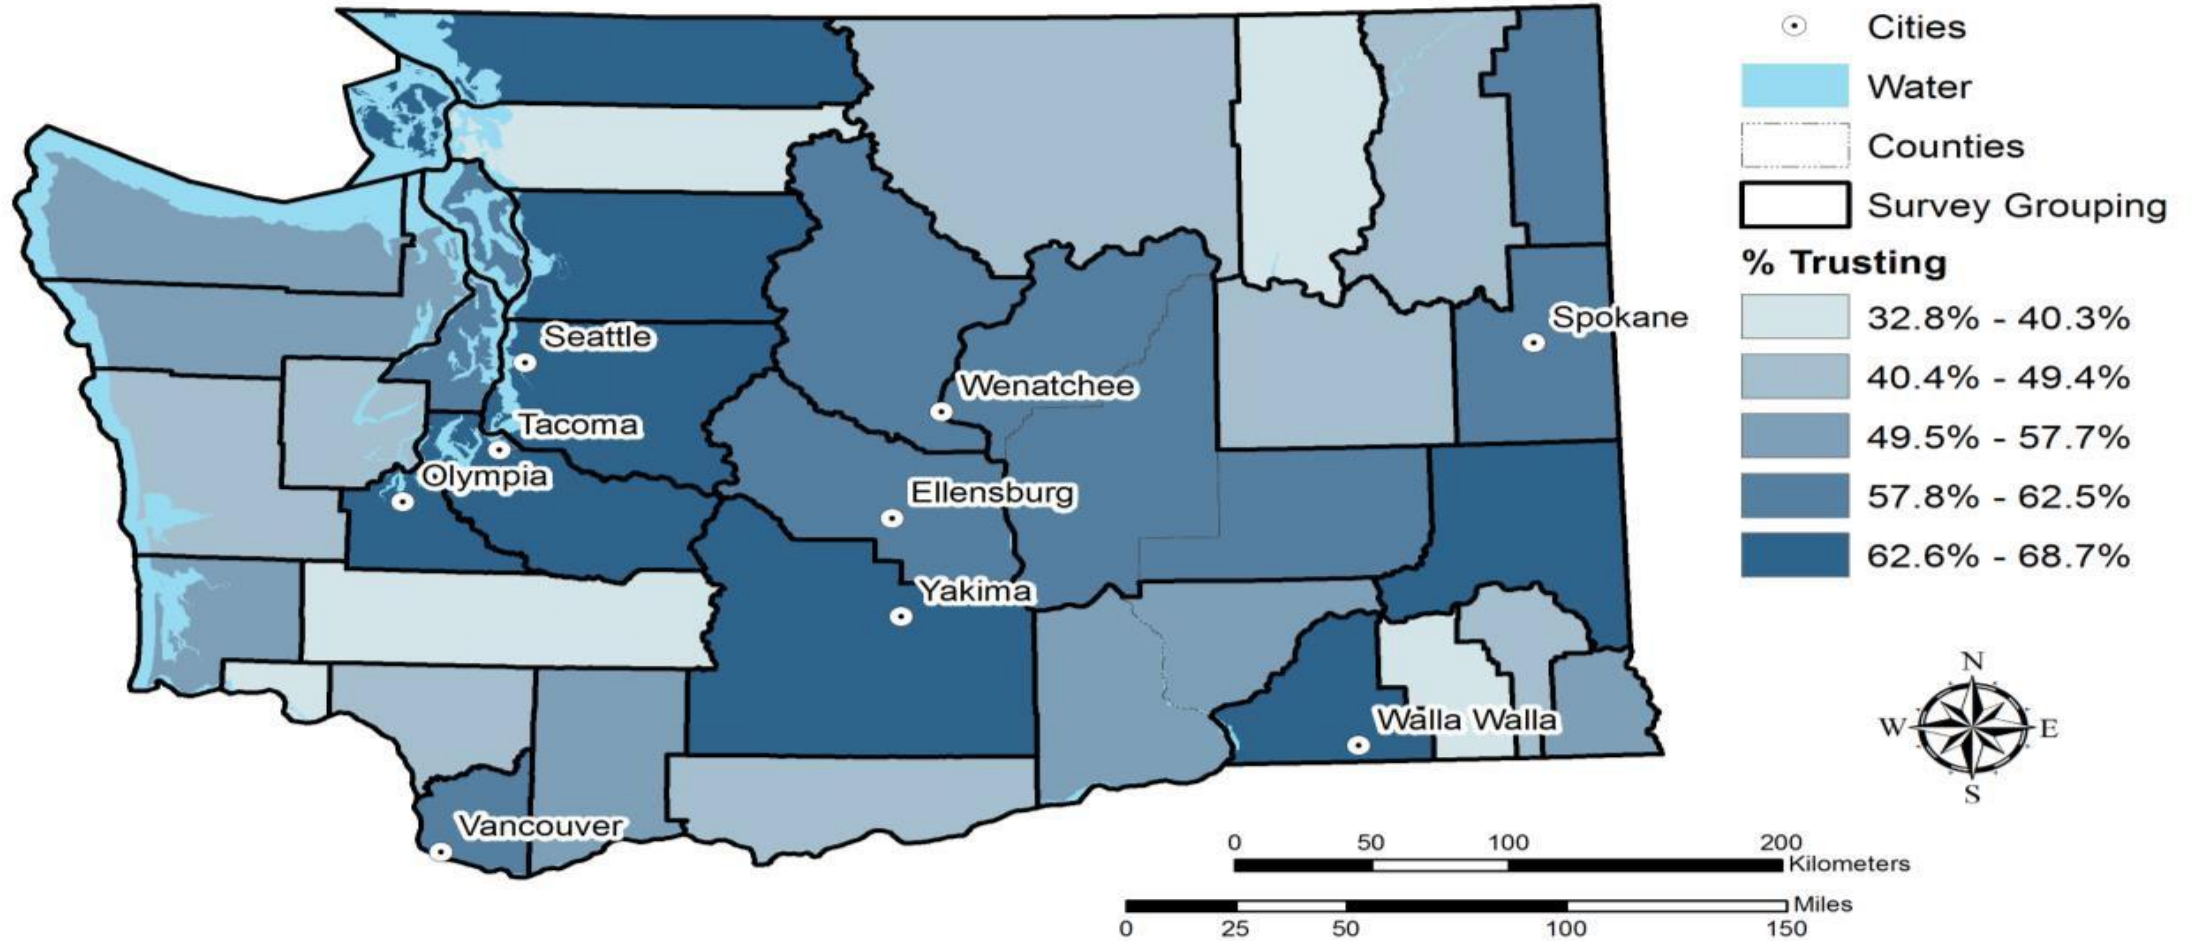 Cities
Water
Counties
Survey Grouping
% Trusting
32.8% - 40.3%
40.4% - 49.4%
49.5% - 57.7%
57.8% - 62.5%
62.6% - 68.7%
Spokane
Seattle
Wenatchee
Tacoma
Olympia
Ellensburg
Yakima
Walla Walla
Vancouver
N
W E
S
0 50 100 200
Kilometers
Miles
0 25 50 100 150